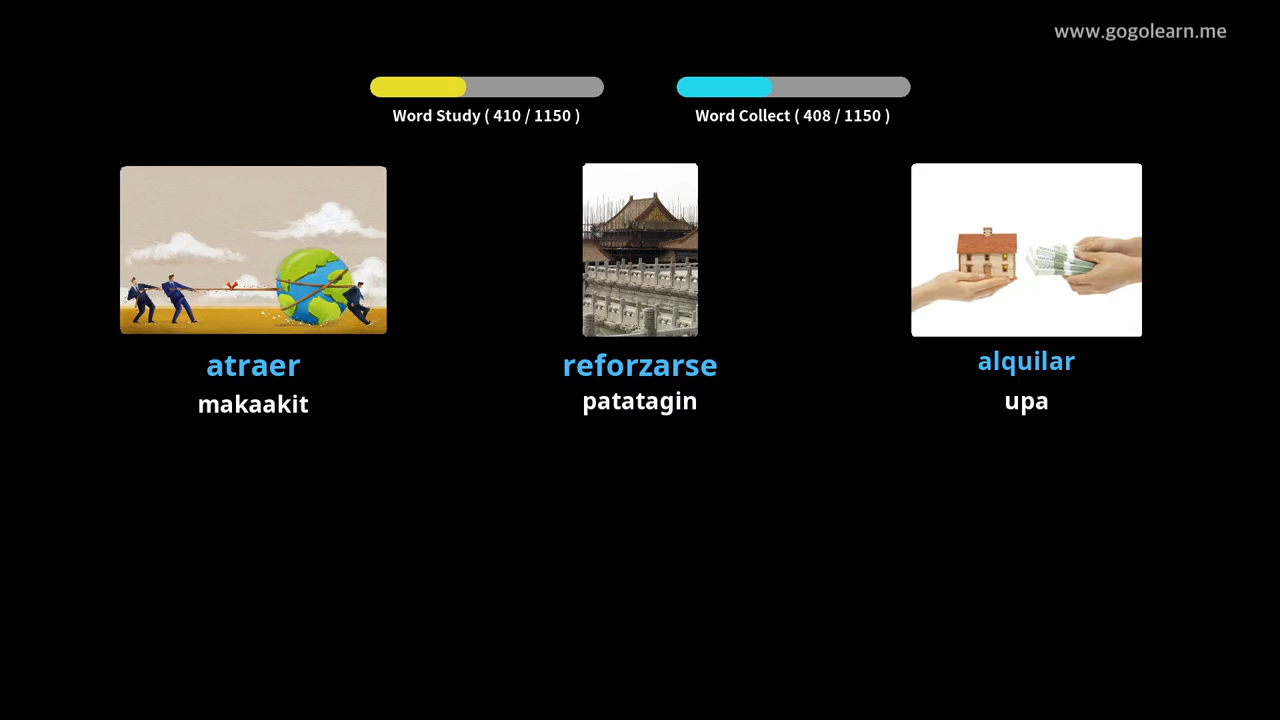 www.gogolearn.me
Word Study ( 410 / 1150 )
Word Collect ( 408 / 1150 )
atraer
makaakit
reforzarse
patatagin
alquilar
upa